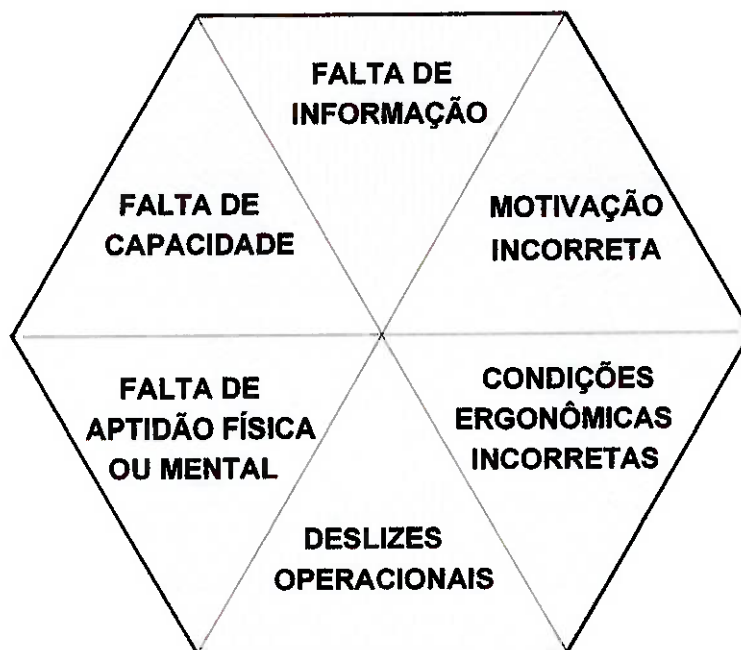 FALTA DE
INFORMAÇÃO
FALTA DE
CAPACIDADE
MOTIVAÇÃO
INCORRETA
FALTA DE
APTIDÃO FÍSICA
OU MENTAL
CONDIÇÕES
ERGONÔMICAS
INCORRETAS
DESLIZES
OPERACIONAIS